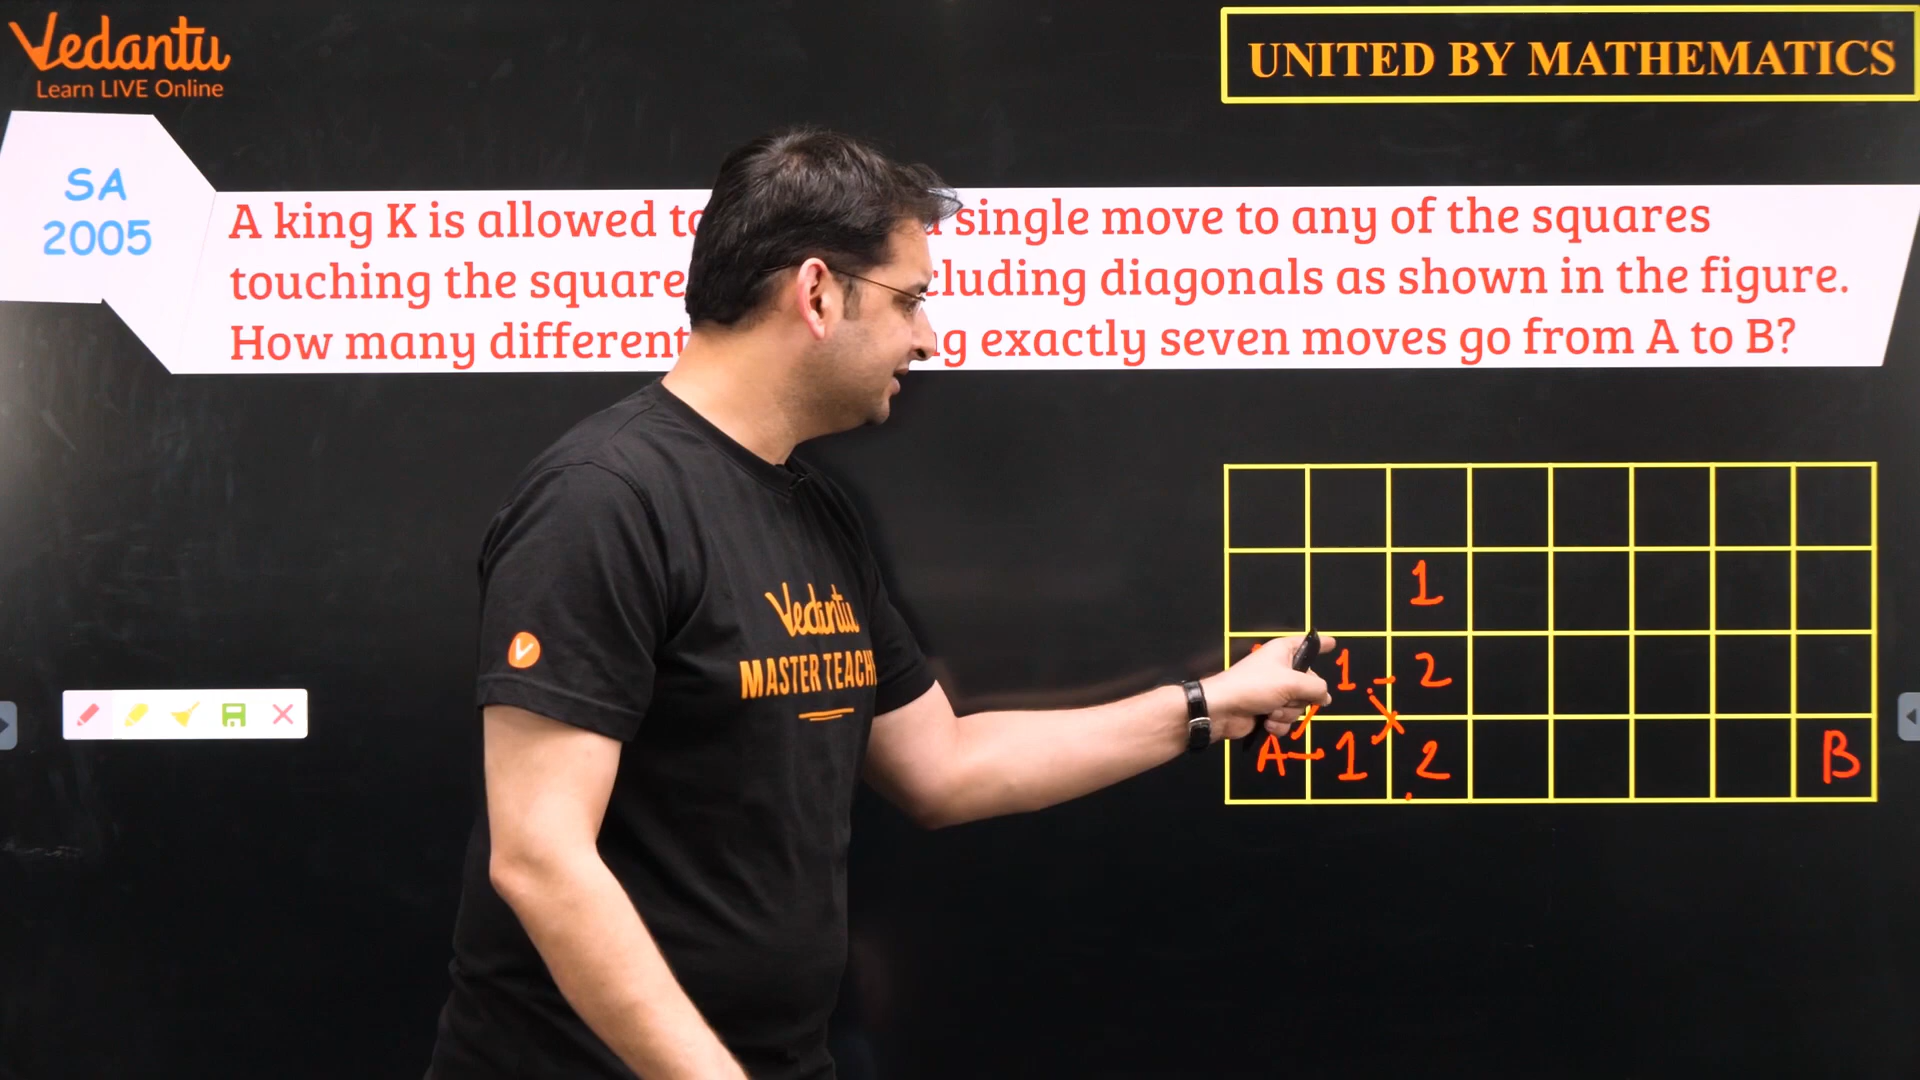 Vedantu
Learn LIVE Online
UNITED BY MATHEMATICS
SA
2005
A king K is allowed to single move to any of the squares
touching the square including diagonals as shown in the figure.
How many different exactly seven moves go from A to B?
1
1 2
A 1 2 B
Vedantu
MASTER TEACH
V